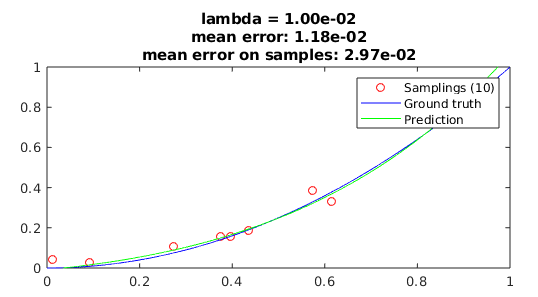 lambda = 1.00e-02
mean error: 1.18e-02
mean error on samples: 2.97e-02
1
0.8
0.6
0.4
0.2
0
Samplings (10)
Ground truth
Prediction
0 0.2 0.4 0.6 0.8 1